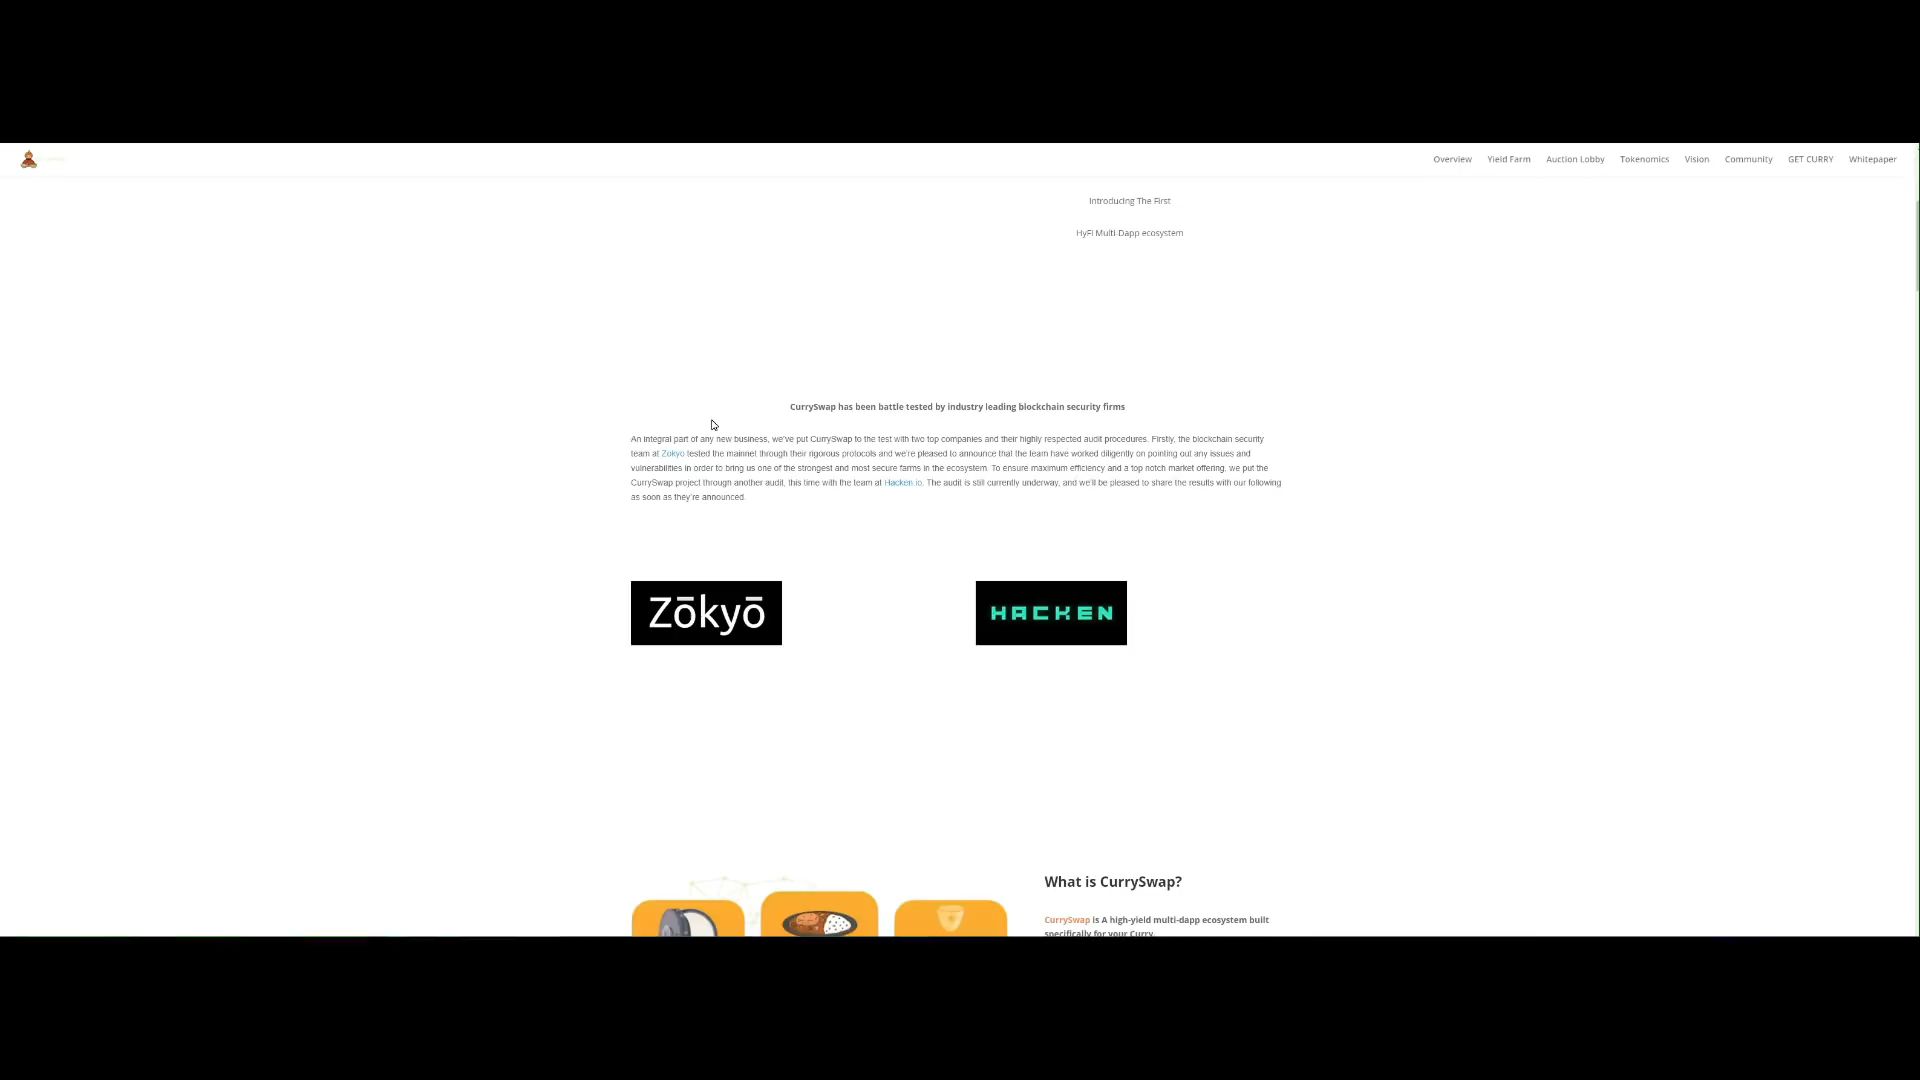 Overview Yield Farm Auction Lobby Tokenomics Vision Community GET CURRY Whitepaper
Introducing The First
HyFi Multi-Dapp ecosystem
CurrySwap has been battle tested by industry leading blockchain security firms
An integral part of any new business, we've put CurrySwap to the test with two top companies and their highly respected audit procedures. Firstly, the blockchain security
team at Zokyo tested the mainnet through their rigorous protocols and we're pleased to announce that the team have worked diligently on pointing out any issues and
vulnerabilities in order to bring us one of the strongest and most secure farms in the ecosystem. To ensure maximum efficiency and a top notch market offering, we put the
CurrySwap project through another audit, this time with the team at Hacken.io. The audit is still currently underway, and we'll be pleased to share the results with our following
as soon as they're announced.
Zōkyō
HACKEN
What is CurrySwap?
CurrySwap is A high-yield multi-dapp ecosystem built
specifically for your Curry.